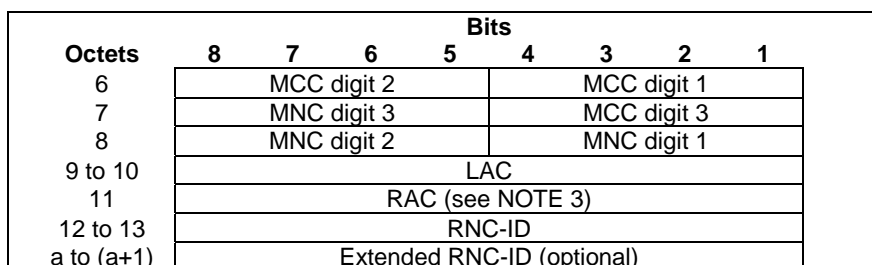 Bits
Octets 8 7 6 5 4 3 2 1
6 MCC digit 2 MCC digit 1
7 MNC digit 3 MCC digit 3
8 MNC digit 2 MNC digit 1
9 to 10 LAC
11 RAC (see NOTE 3)
12 to 13 RNC-ID
a to (a+1) Extended RNC-ID (optional)